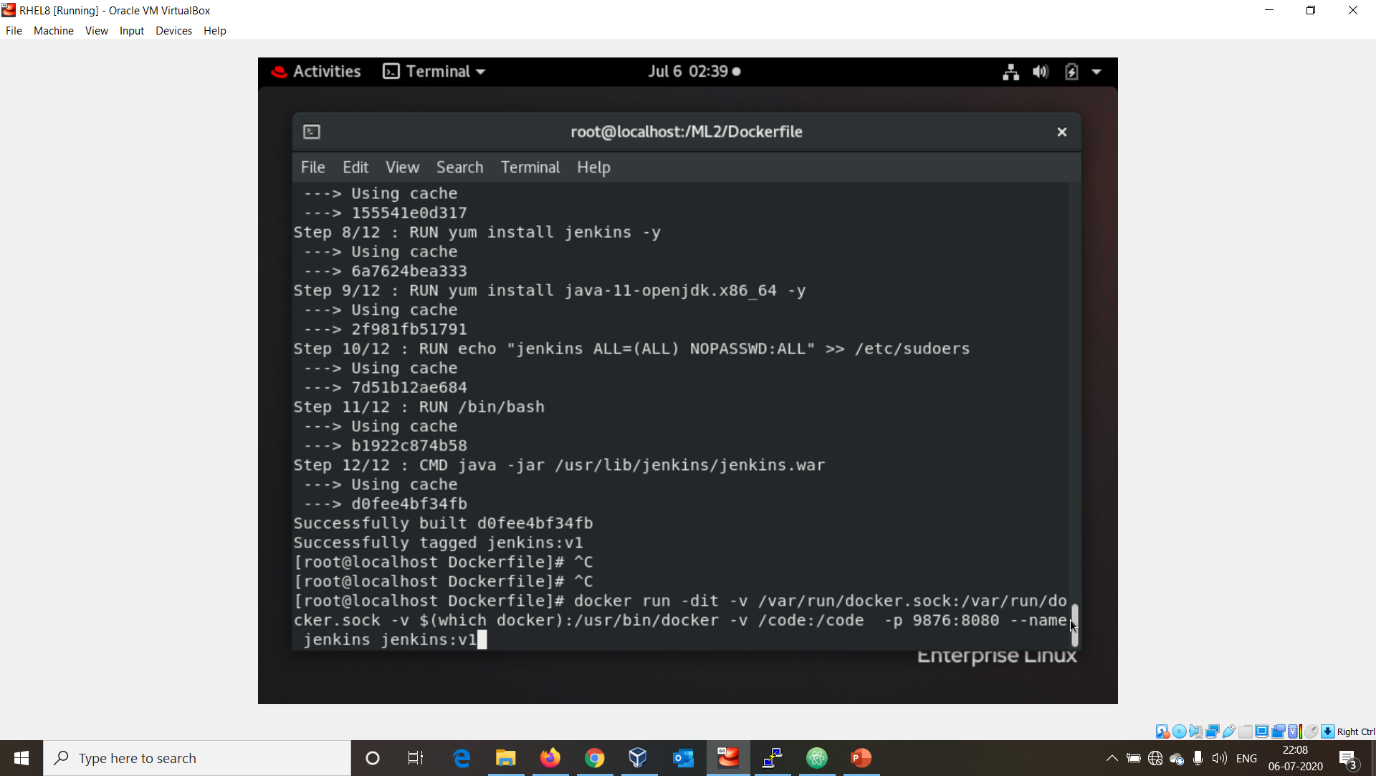 RHEL8 [Running] - Oracle VM VirtualBox
File Machine View Input Devices Help
Activities Terminal Jul 6 02:39
root@localhost:/ML2/Dockerfile
File Edit View Search Terminal Help
---> Using cache
---> 155541e0d317
Step 8/12 : RUN yum install jenkins -y
---> Using cache
---> 6a7624bea333
Step 9/12 : RUN yum install java-11-openjdk.x86_64 -y
---> Using cache
---> 2f981fb51791
Step 10/12 : RUN echo "jenkins ALL=(ALL) NOPASSWD:ALL" >> /etc/sudoers
---> Using cache
---> 7d51b12ae684
Step 11/12 : RUN /bin/bash
---> Using cache
---> b1922c874b58
Step 12/12 : CMD java -jar /usr/lib/jenkins/jenkins.war
---> Using cache
---> d0fee4bf34fb
Successfully built d0fee4bf34fb
Successfully tagged jenkins:v1
[root@localhost Dockerfile]# ^C
[root@localhost Dockerfile]# ^C
[root@localhost Dockerfile]# docker run -dit -v /var/run/docker.sock:/var/run/do
cker.sock -v $(which docker):/usr/bin/docker -v /code:/code  -p 9876:8080 --name
jenkins jenkins:v1
Enterprise Linux
Right Ctrl
Type here to search
ENG
22:08
06-07-2020
3